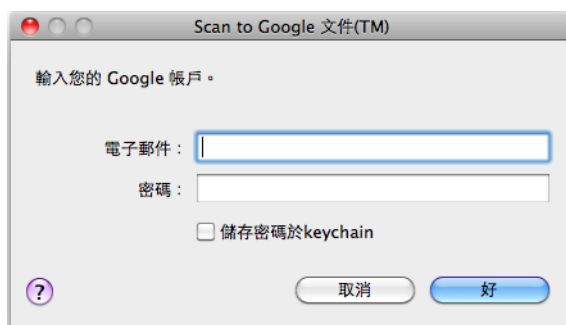 Scan to Google 文件(TM)
輸入您的 Google 帳戶。
電子郵件：
密碼：
儲存密碼於keychain
?
取消
好